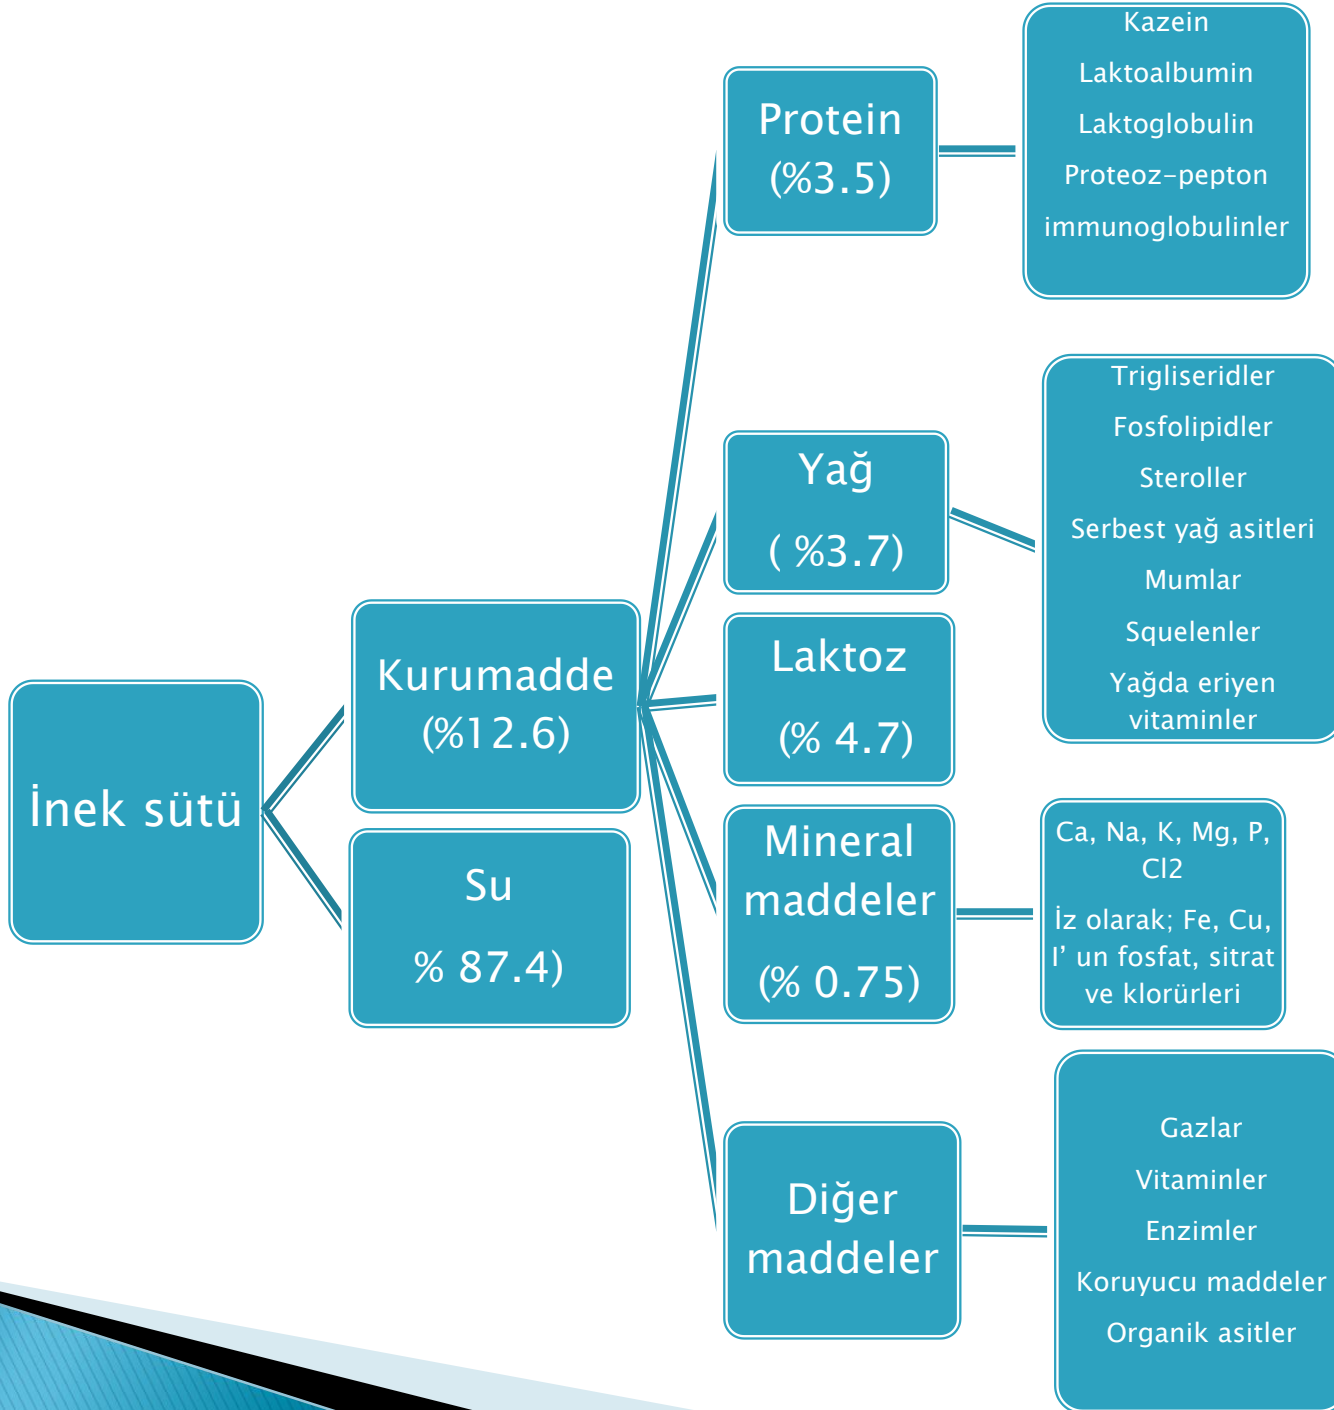 İnek sütü
Kurumadde
(%12.6)
Su
% 87.4)
Protein
(%3.5)
Kazein
Laktoalbumin
Laktoglobulin
Proteoz-pepton
immunoglobulinler
Yağ
( %3.7)
Trigliseridler
Fosfolipidler
Steroller
Serbest yağ asitleri
Mumlar
Squelenler
Yağda eriyen
vitaminler
Laktoz
(% 4.7)
Mineral
maddeler
(% 0.75)
Ca, Na, K, Mg, P,
Cl2
İz olarak; Fe, Cu,
I’ un fosfat, sitrat
ve klorürleri
Diğer
maddeler
Gazlar
Vitaminler
Enzimler
Koruyucu maddeler
Organik asitler